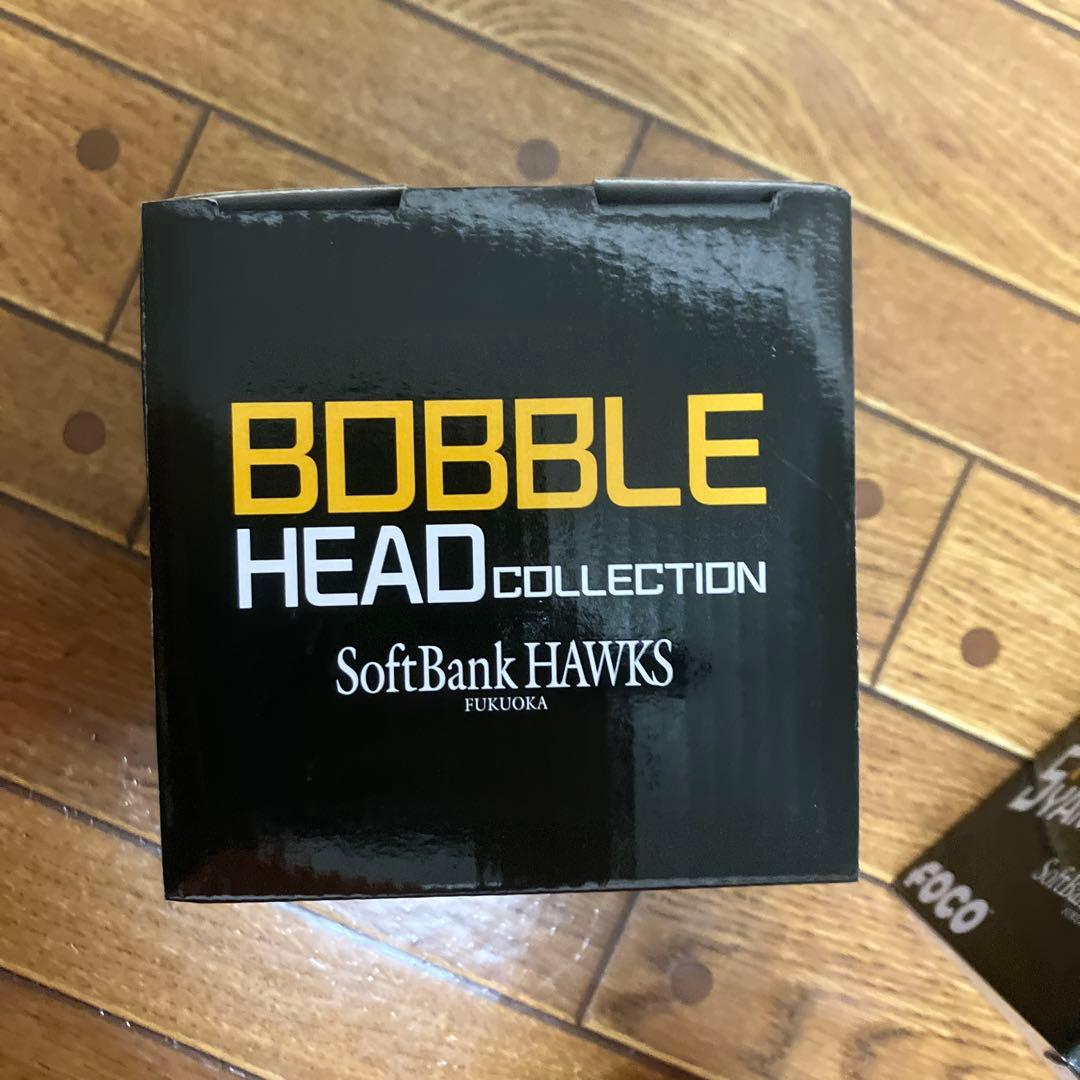 BOBBLE
HEAD COLLECTION
SoftBank HAWKS
FUKUOKA
FOCO